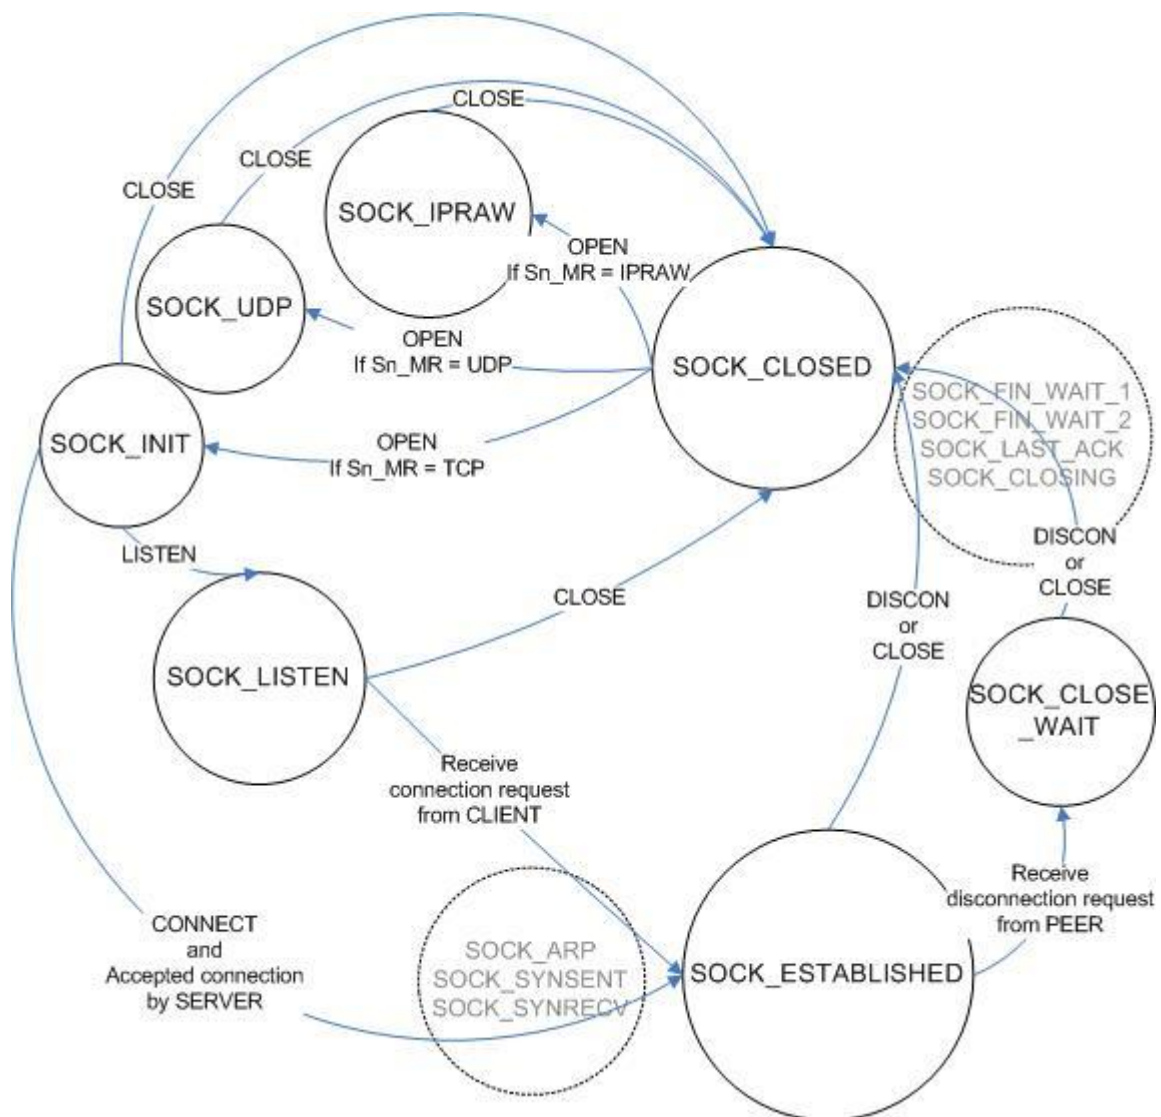 CLOSE
CLOSE
CLOSE
SOCK_IPRAW
OPEN
If Sn_MR = IPRAW
SOCK_UDP
OPEN
If Sn_MR = UDP
SOCK_CLOSED
SOCK_FIN_WAIT_1
SOCK_FIN_WAIT_2
SOCK_LAST_ACK
SOCK_CLOSING
SOCK_INIT
OPEN
If Sn_MR = TCP
LISTEN
DISCON
or
CLOSE
CLOSE
DISCON
or
CLOSE
SOCK_LISTEN
SOCK_CLOSE
_WAIT
Receive
connection request
from CLIENT
Receive
disconnection request
from PEER
CONNECT
and
Accepted connection
by SERVER
SOCK_ARP
SOCK_SYNSENT
SOCK_SYNRECV
SOCK_ESTABLISHED